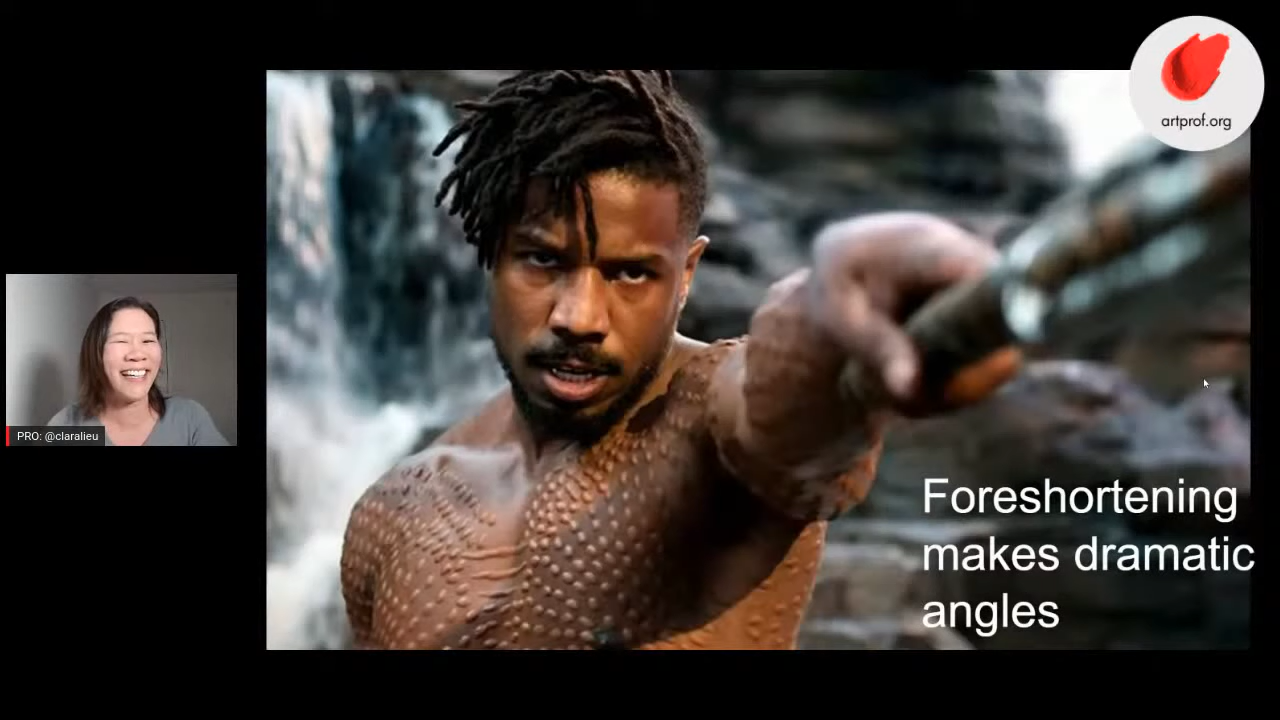 artprof.org
PRO: @claralieu
Foreshortening
makes dramatic
angles